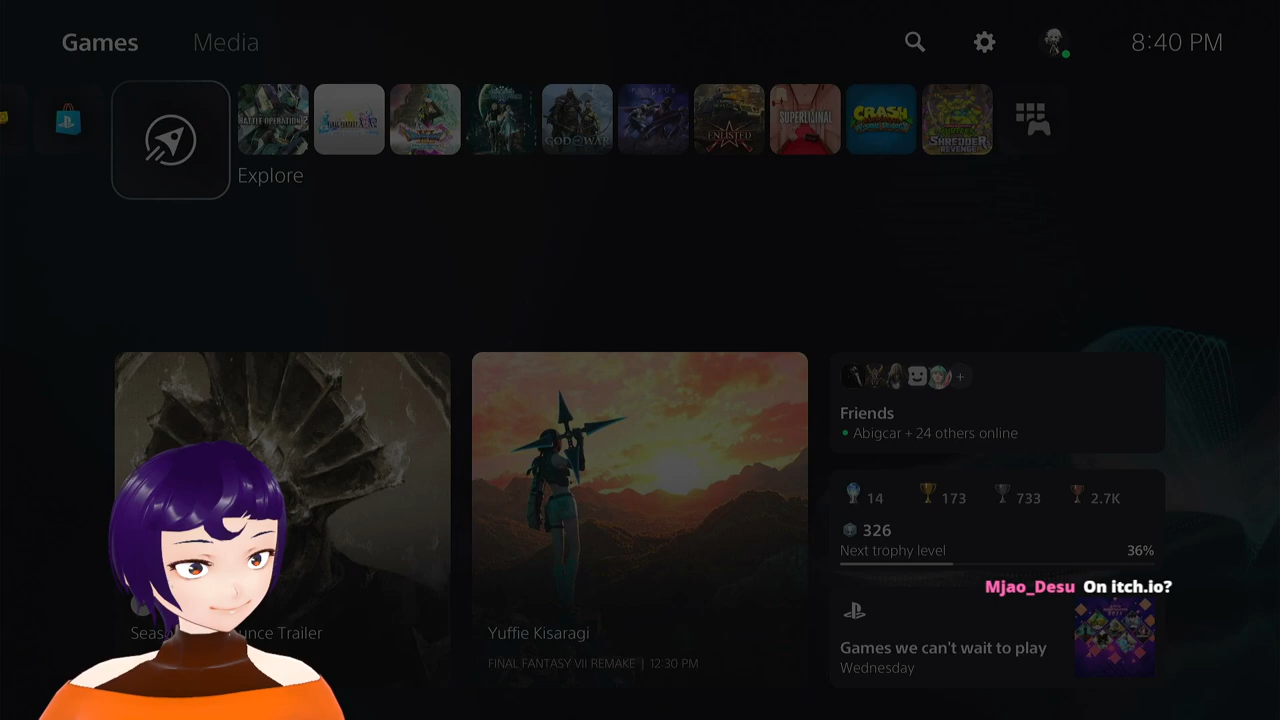 Games
Media
8:40 PM
BATTLE OPERATION 2
GOD OF WAR
ENLISTED
SUPERLIMINAL
CRASH
SHREDDER'S
REVENGE
Explore
Friends
Abigcar + 24 others online
14
173
733
2.7K
326
Next trophy level
36%
Mjao_Desu On itch.io?
unce Trailer
Yuffie Kisaragi
FINAL FANTASY VII REMAKE | 12:30 PM
Games we can't wait to play
Wednesday